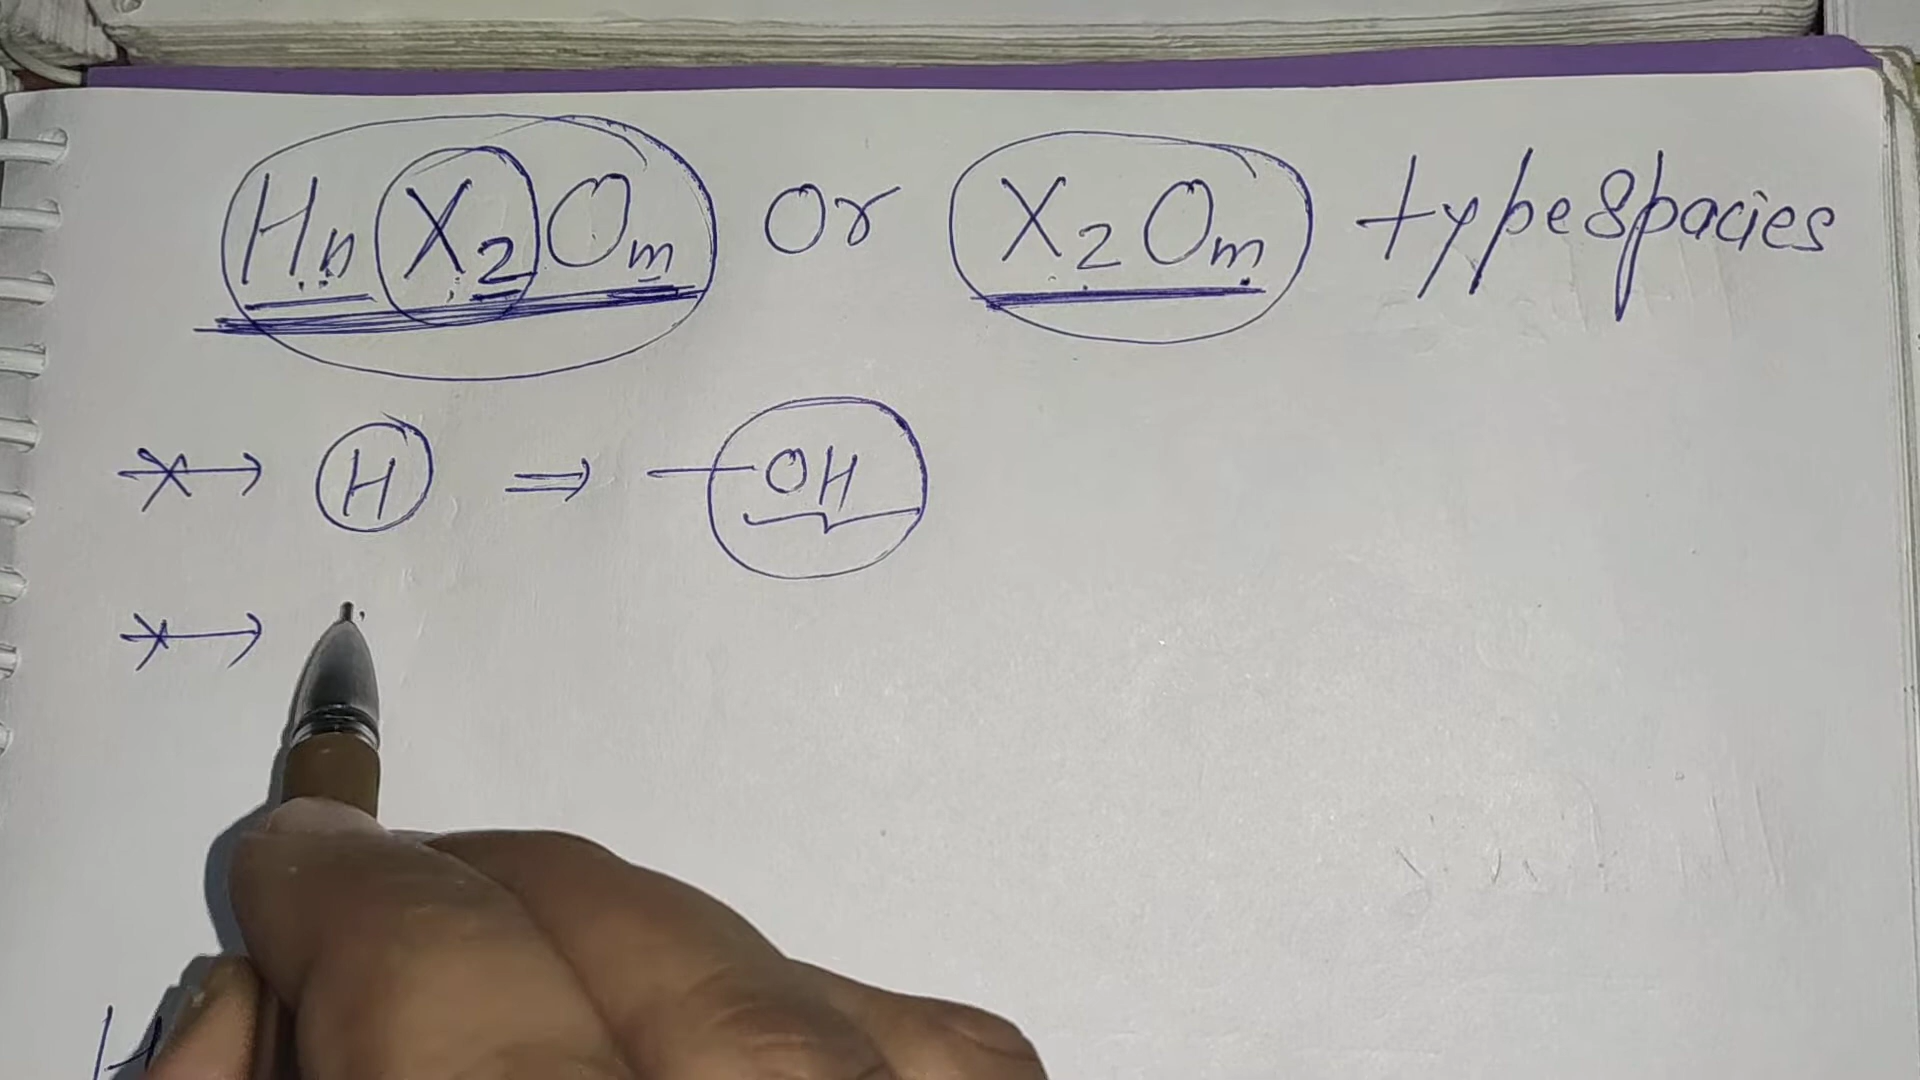 HnX2Om or X2Om type spacies
*→ H ⇒ —OH
*→
H